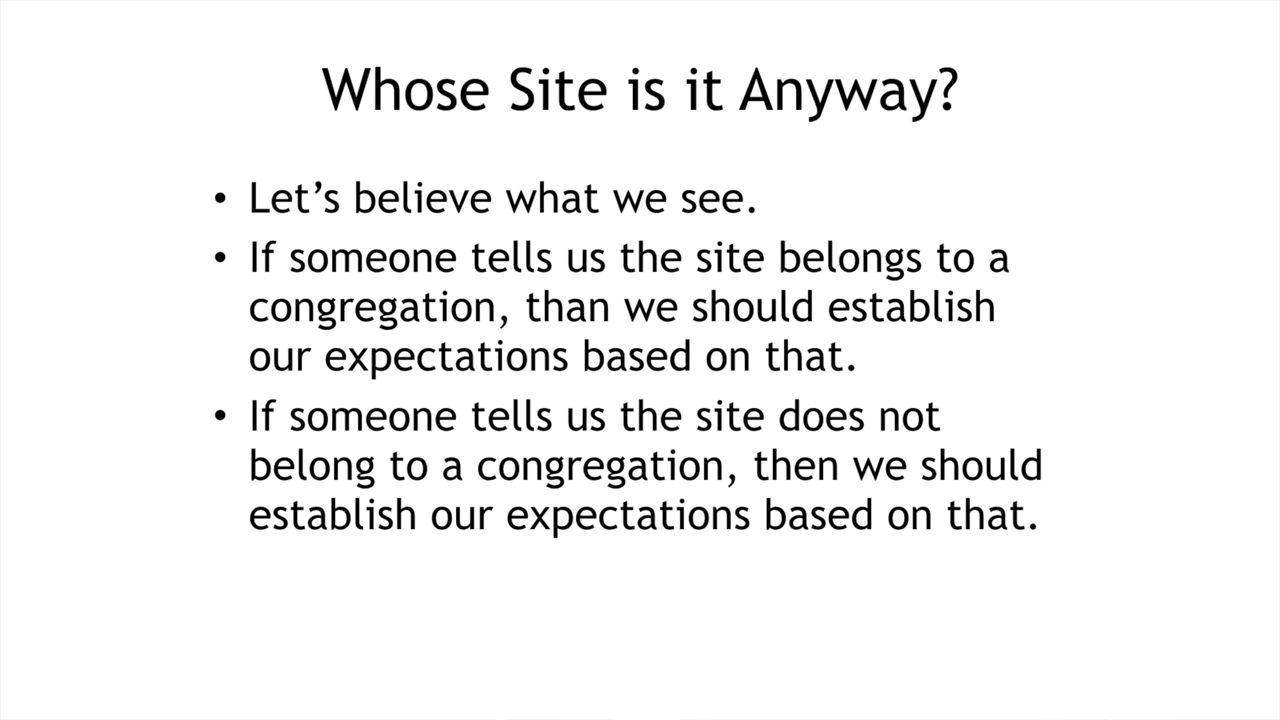 Whose Site is it Anyway?
• Let’s believe what we see.
• If someone tells us the site belongs to a
congregation, than we should establish
our expectations based on that.
• If someone tells us the site does not
belong to a congregation, then we should
establish our expectations based on that.